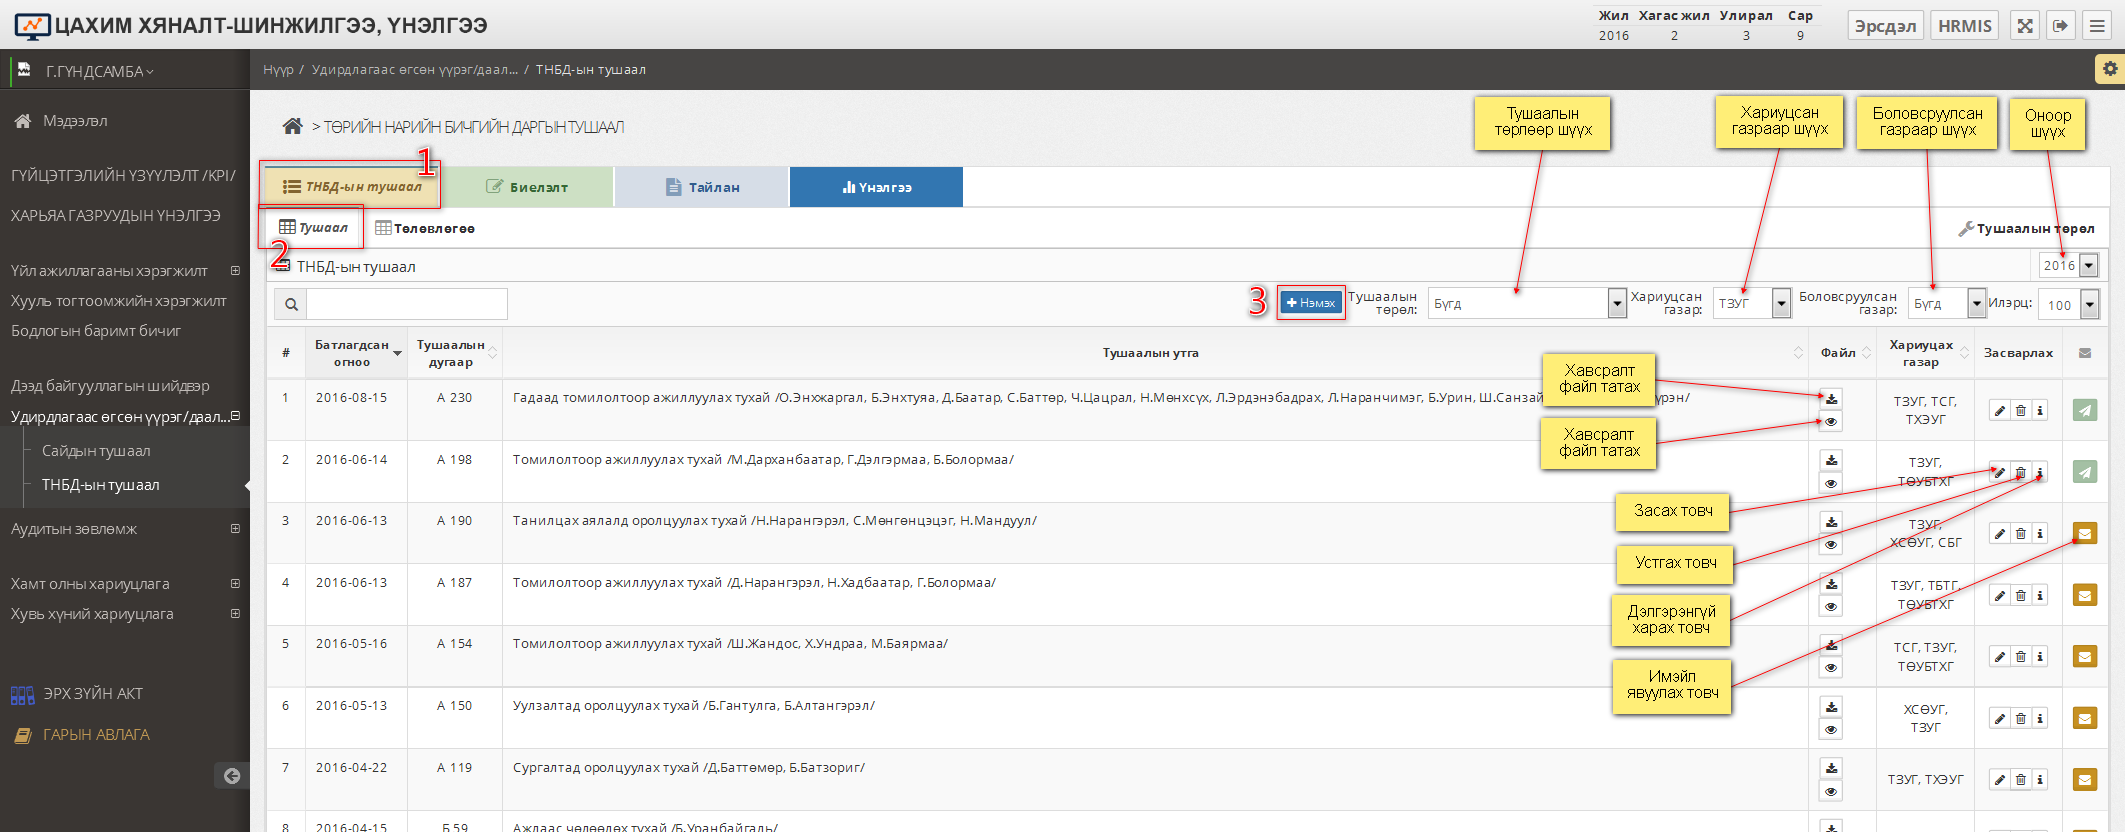 ЦАХИМ ХЯНАЛТ-ШИНЖИЛГЭЭ, ҮНЭЛГЭЭ
Жил Хагас жил Улирал Сар
2016 2 3 9
Эрсдэл HRMIS
Г.ГҮНДСАМБА
Нүүр / Удирдлагаас өгсөн үүрэг/даал... / ТНБД-ын тушаал
Мэдээлэл
ГҮЙЦЭТГЭЛИЙН ҮЗҮҮЛЭЛТ /KPI/
ХАРЬЯА ГАЗРУУДЫН ҮНЭЛГЭЭ
Үйл ажиллагааны хэрэгжилт
Хууль тогтоомжийн хэрэгжилт
Бодлогын баримт бичиг
Дээд байгууллагын шийдвэр
Удирдлагаас өгсөн үүрэг/даал...
Сайдын тушаал
ТНБД-ын тушаал
Аудитын зөвлөмж
Хамт олны хариуцлага
Хувь хүний хариуцлага
ЭРХ ЗҮЙН АКТ
ГАРЫН АВЛАГА
> ТӨРИЙН НАРИЙН БИЧГИЙН ДАРГЫН ТУШААЛ
Тушаалын төрлөөр шүүх
Хариуцсан газраар шүүх
Боловсруулсан газраар шүүх
Оноор шүүх
1
ТНБД-ын тушаал Биелэлт Тайлан Үнэлгээ
2
Тушаал Төлөвлөгөө Тушаалын төрөл
ТНБД-ын тушаал 2016
3
Нэмэх Тушаалын төрөл: Бүгд Хариуцсан газар: ТЗУГ Боловсруулсан газар: Бүгд Илэрц: 100
# Батлагдсан огноо Тушаалын дугаар Тушаалын утга Файл Хариуцах газар Засварлах
1 2016-08-15 А 230 Гадаад томилолтоор ажиллуулах тухай /О.Энхжаргал, Б.Энхтуяа, Д.Баатар, С.Баттөр, Ч.Цацрал, Н.Мөнхсүх, Л.Эрдэнэбадрах, Л.Наранчимэг, Б.Урин, Ш.Санзай үрэн/ ТЗУГ, ТСГ, ТХЭУГ
2 2016-06-14 А 198 Томилолтоор ажиллуулах тухай /М.Дарханбаатар, Г.Дэлгэрмаа, Б.Болормаа/ ТЗУГ, ТӨУБТХГ
3 2016-06-13 А 190 Танилцах аялалд оролцуулах тухай /Н.Нарангэрэл, С.Мөнгөнцэцэг, Н.Мандуул/ ТЗУГ, ХСӨУГ, СБГ
4 2016-06-13 А 187 Томилолтоор ажиллуулах тухай /Д.Нарангэрэл, Н.Хадбаатар, Г.Болормаа/ ТЗУГ, ТБТГ, ТӨУБТХГ
5 2016-05-16 А 154 Томилолтоор ажиллуулах тухай /Ш.Жандос, Х.Ундраа, М.Баярмаа/ ТСГ, ТЗУГ, ТӨУБТХГ
6 2016-05-13 А 150 Уулзалтад оролцуулах тухай /Б.Гантулга, Б.Алтангэрэл/ ХСӨУГ, ТЗУГ
7 2016-04-22 А 119 Сургалтад оролцуулах тухай /Д.Баттөмөр, Б.Батзориг/ ТЗУГ, ТХЭУГ
8 2016-04-15 Б 59 Ажлаас чөлөөлөх тухай /Б.Уранбайгаль/
Хавсралт файл татах
Хавсралт файл татах
Засах товч
Устгах товч
Дэлгэрэнгүй харах товч
Имэйл явуулах товч